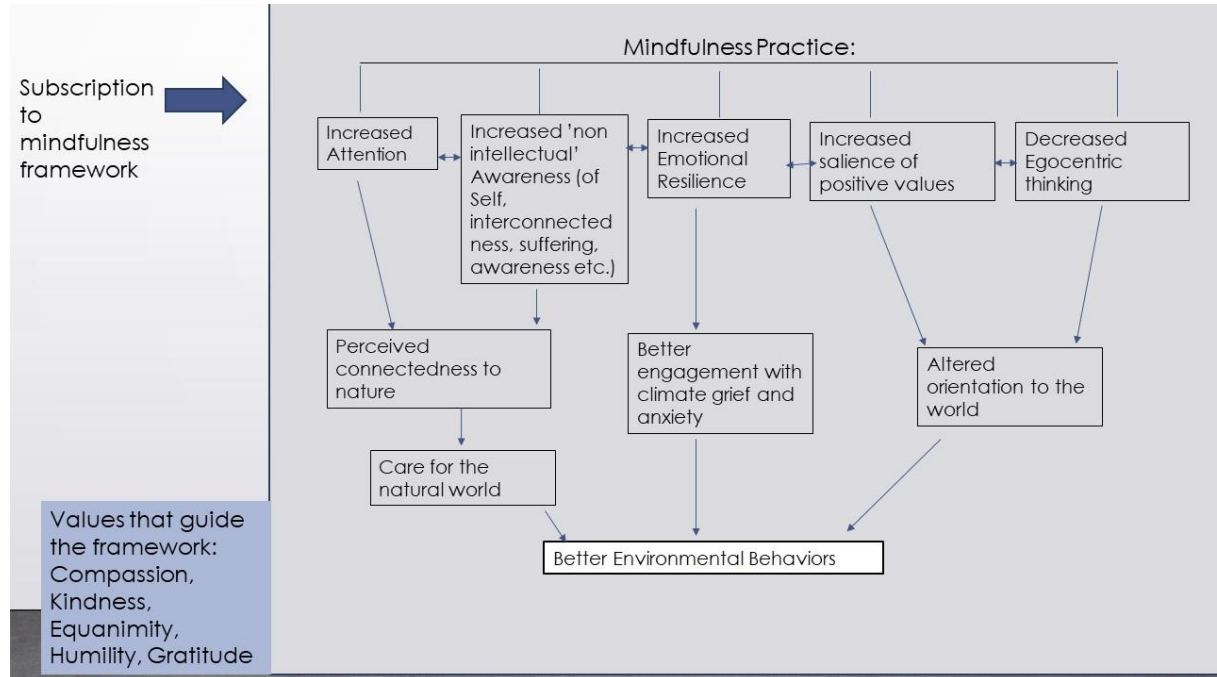 Mindfulness Practice:
Subscription
to
mindfulness
framework
Increased
Attention
Increased 'non
intellectual'
Awareness (of
Self,
interconnected
ness, suffering,
awareness etc.)
Increased
Emotional
Resilience
Increased
salience of
positive values
Decreased
Egocentric
thinking
Perceived
connectedness to
nature
Better
engagement with
climate grief and
anxiety
Altered
orientation to the
world
Care for the
natural world
Values that guide
the framework:
Compassion,
Kindness,
Equanimity,
Humility, Gratitude
Better Environmental Behaviors